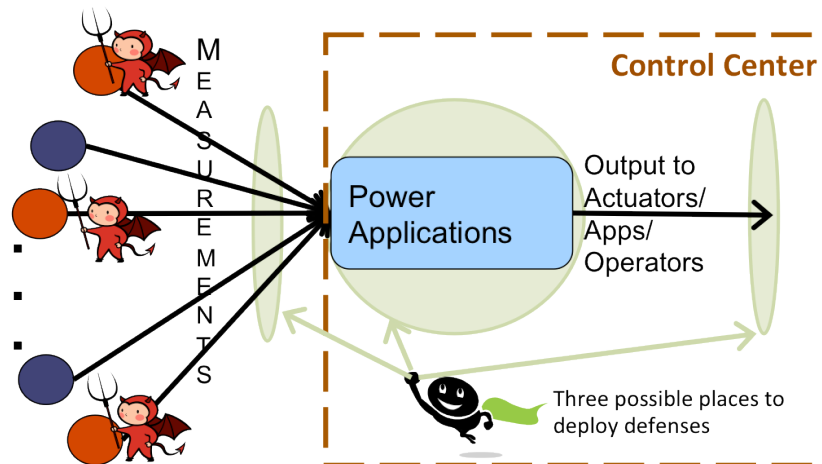 MEASUREMENTS
Control Center
Power
Applications
Output to
Actuators/
Apps/
Operators
Three possible places to
deploy defenses